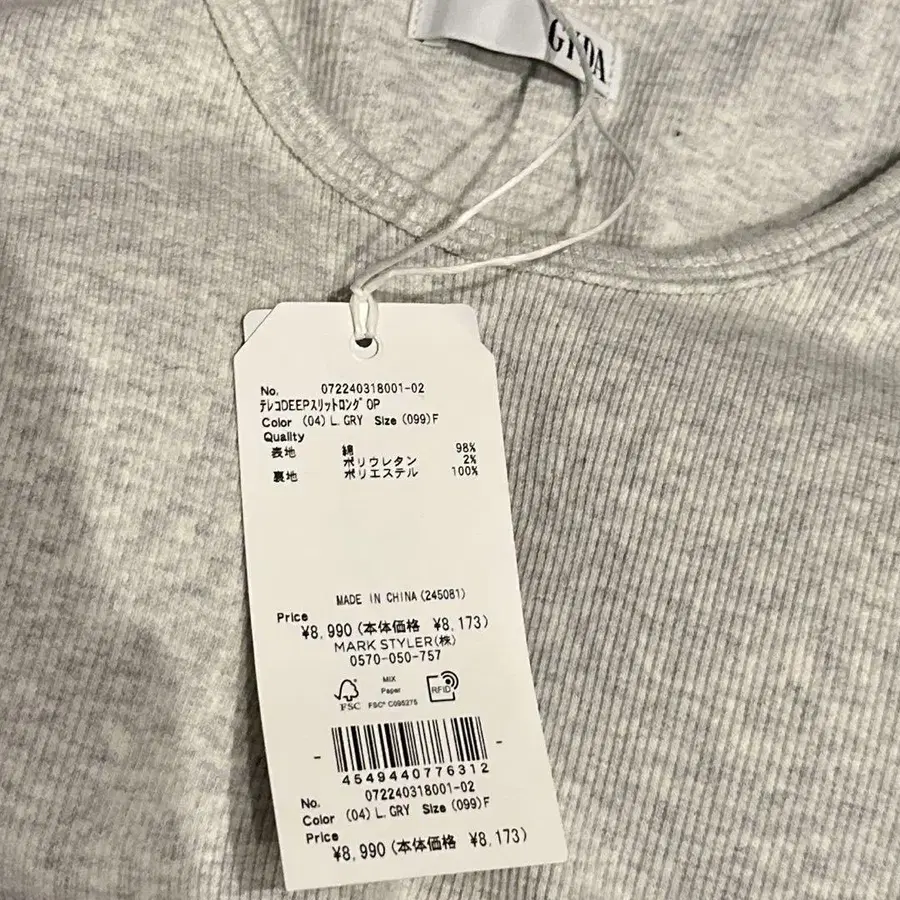 GYDA
No. 072240318001-02
ﾃﾚｺDEEPｽﾘｯﾄﾛﾝｸﾞOP
Color (04)L.GRY Size (099)F
Quality
表地 綿 98%
ポリウレタン 2%
裏地 ポリエステル 100%
MADE IN CHINA(245081)
Price
¥8,990(本体価格 ¥8,173)
MARK STYLER(株)
0570-050-757
FSC
MIX
Paper
FSC® C095275
RFID
4549440776312
No. 072240318001-02
Color (04)L.GRY Size (099)F
Price
¥8,990(本体価格 ¥8,173)